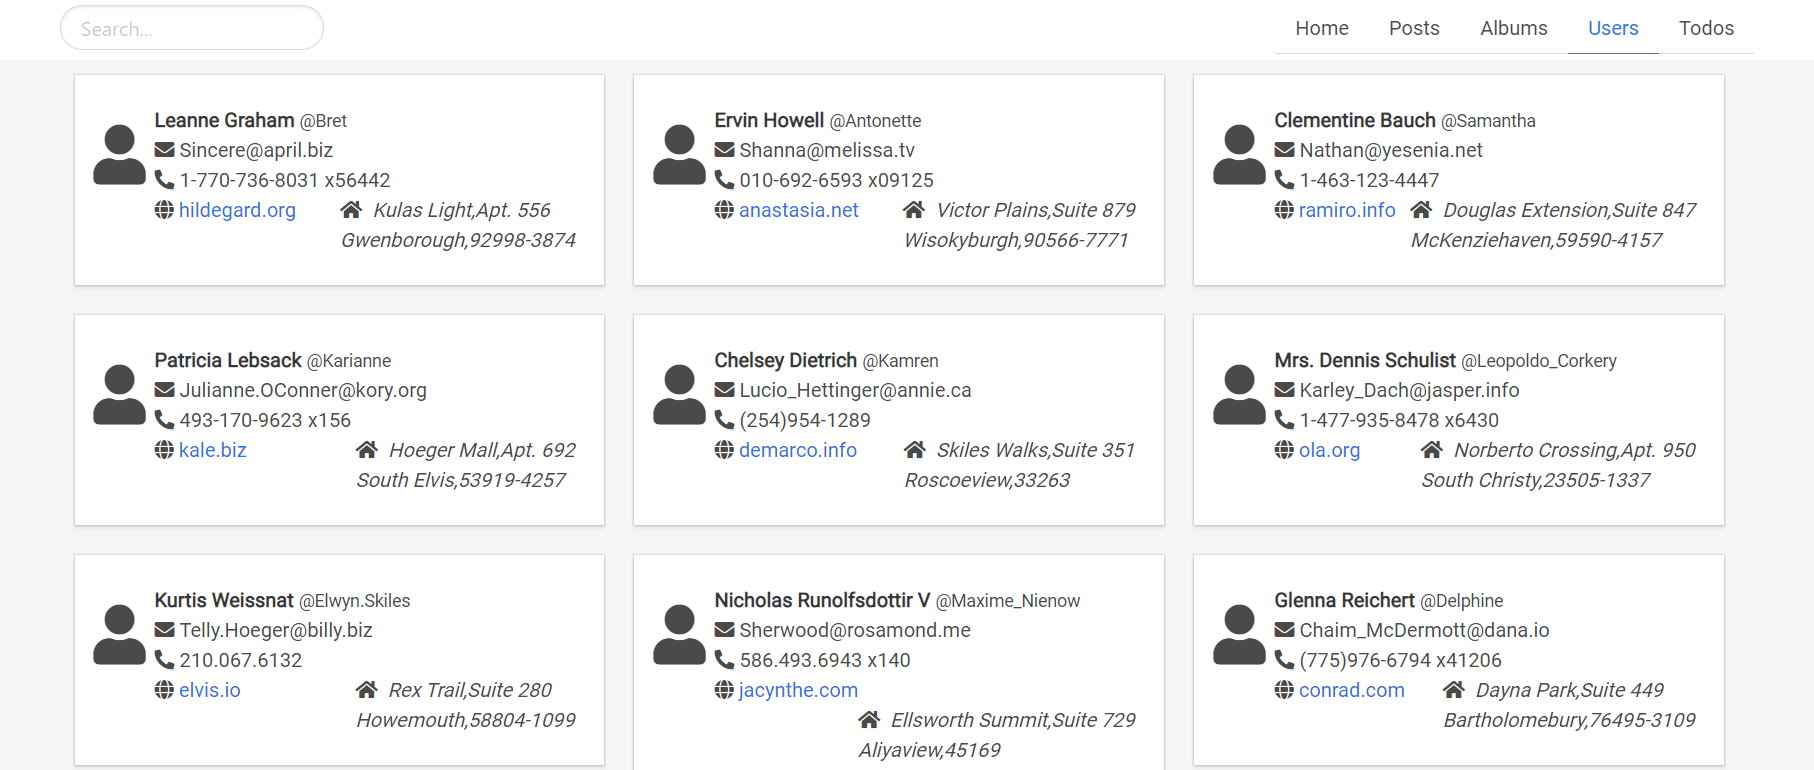 Search...
Home Posts Albums Users Todos
Leanne Graham @Bret
Sincere@april.biz
1-770-736-8031 x56442
hildegard.org Kulas Light,Apt. 556
Gwenborough,92998-3874
Ervin Howell @Antonette
Shanna@melissa.tv
010-692-6593 x09125
anastasia.net Victor Plains,Suite 879
Wisokyburgh,90566-7771
Clementine Bauch @Samantha
Nathan@yesenia.net
1-463-123-4447
ramiro.info Douglas Extension,Suite 847
McKenziehaven,59590-4157
Patricia Lebsack @Karianne
Julianne.OConner@kory.org
493-170-9623 x156
kale.biz Hoeger Mall,Apt. 692
South Elvis,53919-4257
Chelsey Dietrich @Kamren
Lucio_Hettinger@annie.ca
(254)954-1289
demarco.info Skiles Walks,Suite 351
Roscoeview,33263
Mrs. Dennis Schulist @Leopoldo_Corkery
Karley_Dach@jasper.info
1-477-935-8478 x6430
ola.org Norberto Crossing,Apt. 950
South Christy,23505-1337
Kurtis Weissnat @Elwyn.Skiles
Telly.Hoeger@billy.biz
210.067.6132
elvis.io Rex Trail,Suite 280
Howemouth,58804-1099
Nicholas Runolfsdottir V @Maxime_Nienow
Sherwood@rosamond.me
586.493.6943 x140
jacynthe.com
Ellsworth Summit,Suite 729
Aliyaview,45169
Glenna Reichert @Delphine
Chaim_McDermott@dana.io
(775)976-6794 x41206
conrad.com Dayna Park,Suite 449
Bartholomebury,76495-3109